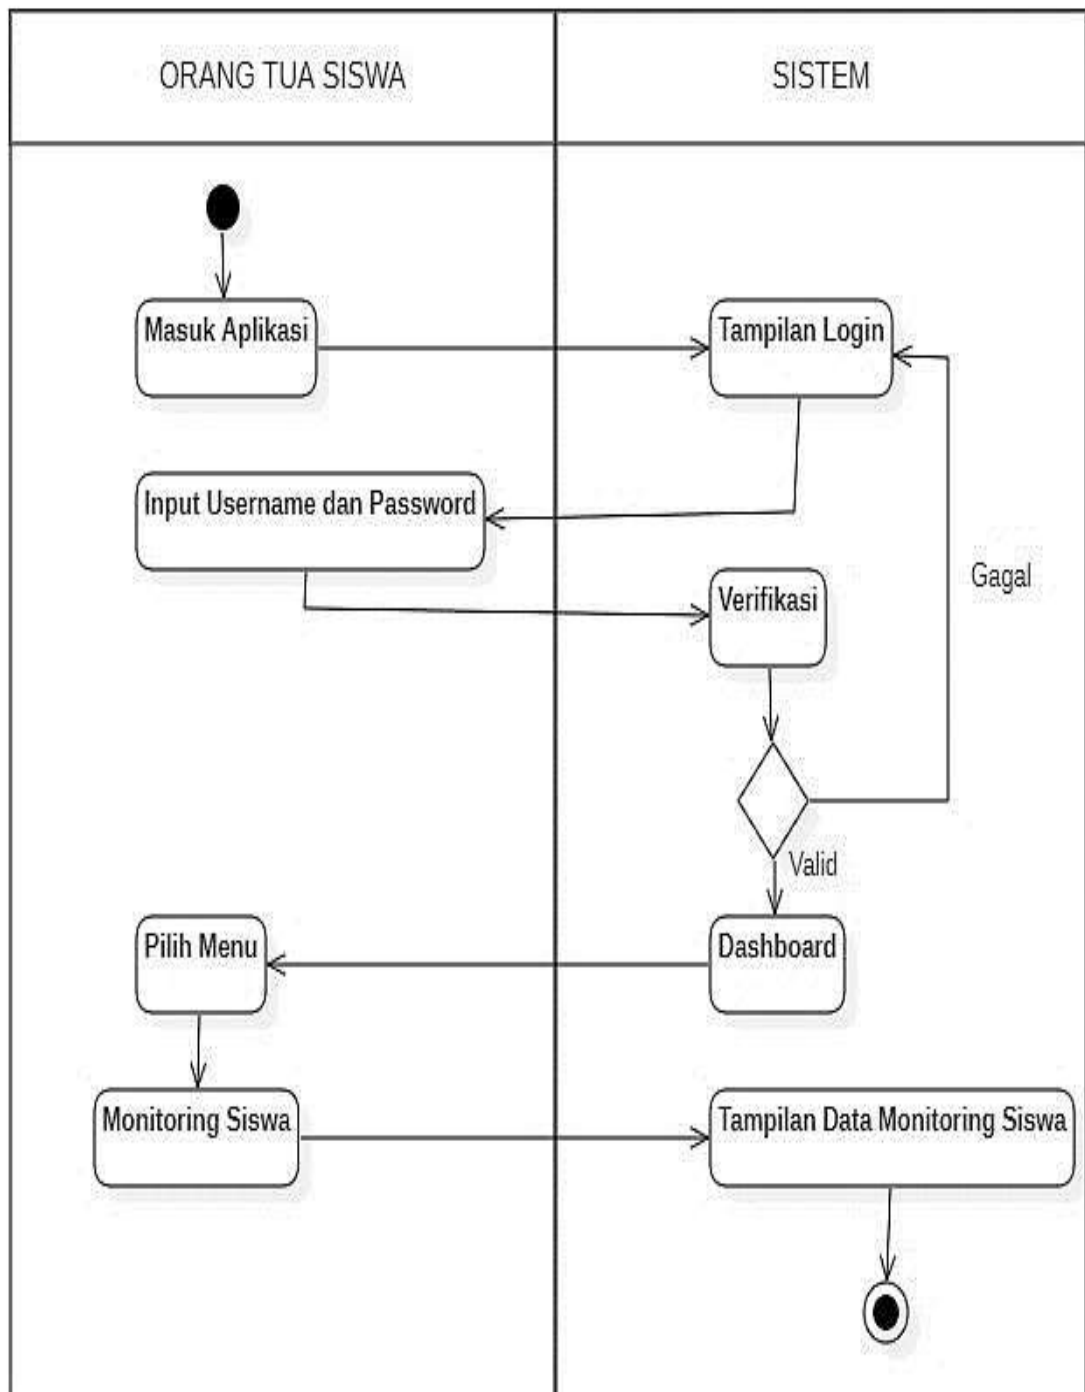 ORANG TUA SISWA
SISTEM
Masuk Aplikasi
Tampilan Login
Input Username dan Password
Gagal
Verifikasi
Valid
Pilih Menu
Dashboard
Monitoring Siswa
Tampilan Data Monitoring Siswa